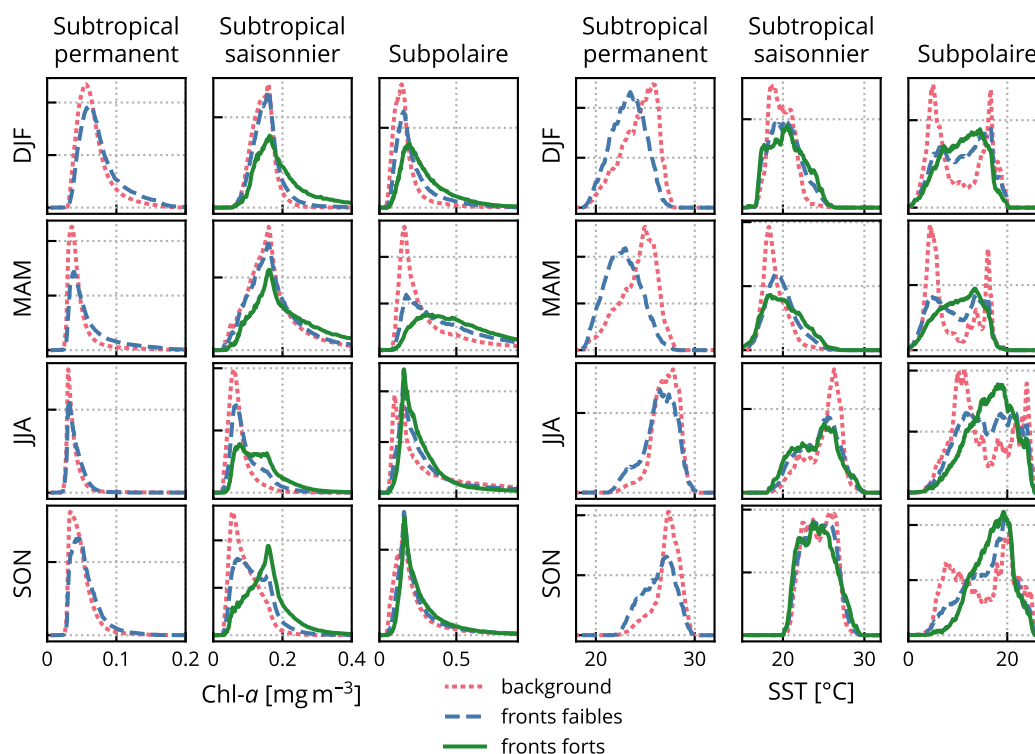 Subtropical
permanent
Subtropical
saisonnier
Subpolaire
Subtropical
permanent
Subtropical
saisonnier
Subpolaire
DJF
DJF
MAM
MAM
JJA
JJA
SON
SON
0 0.1 0.2
0 0.2 0.4
0 0.5
20 30
20 30
0 20
Chl-a [mg m⁻³]
SST [°C]
background
fronts faibles
fronts forts